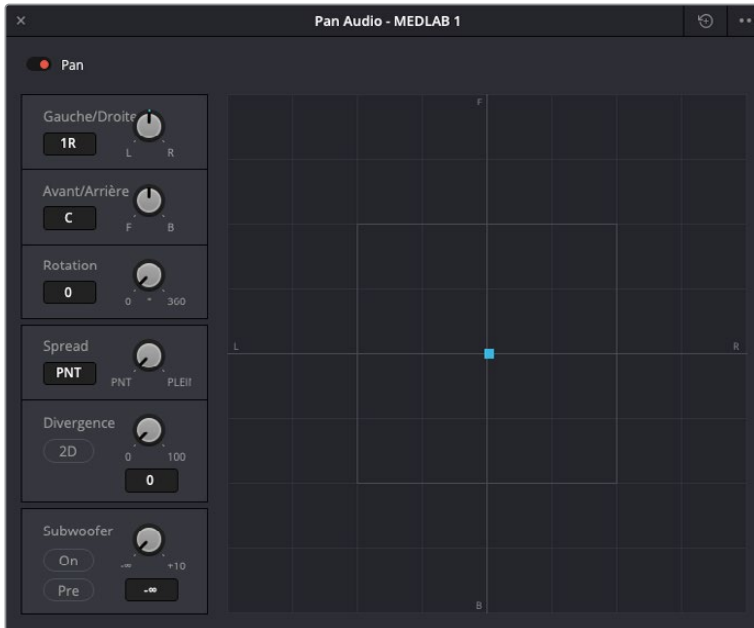 Pan Audio - MEDLAB 1
Pan
Gauche/Droite
1R
L R
Avant/Arrière
C
F B
Rotation
0
0 ° 360
Spread
PNT
PNT PLEIN
Divergence
2D
0 100
0
Subwoofer
On
-∞ +10
Pre
-∞
F
L
R
B